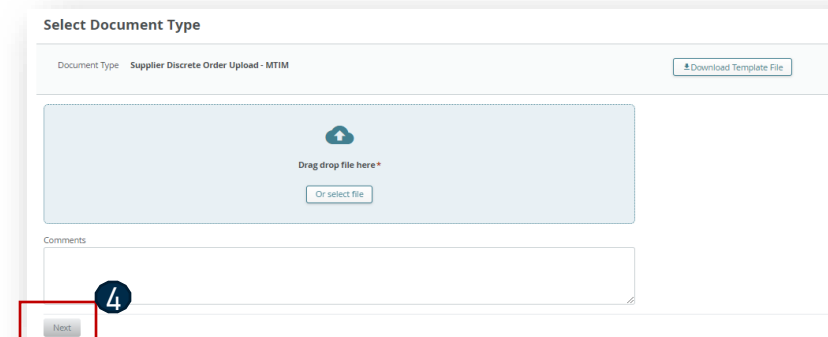 Select Document Type
Document Type Supplier Discrete Order Upload - MTIM
Download Template File
Drag drop file here*
Or select file
Comments
4
Next